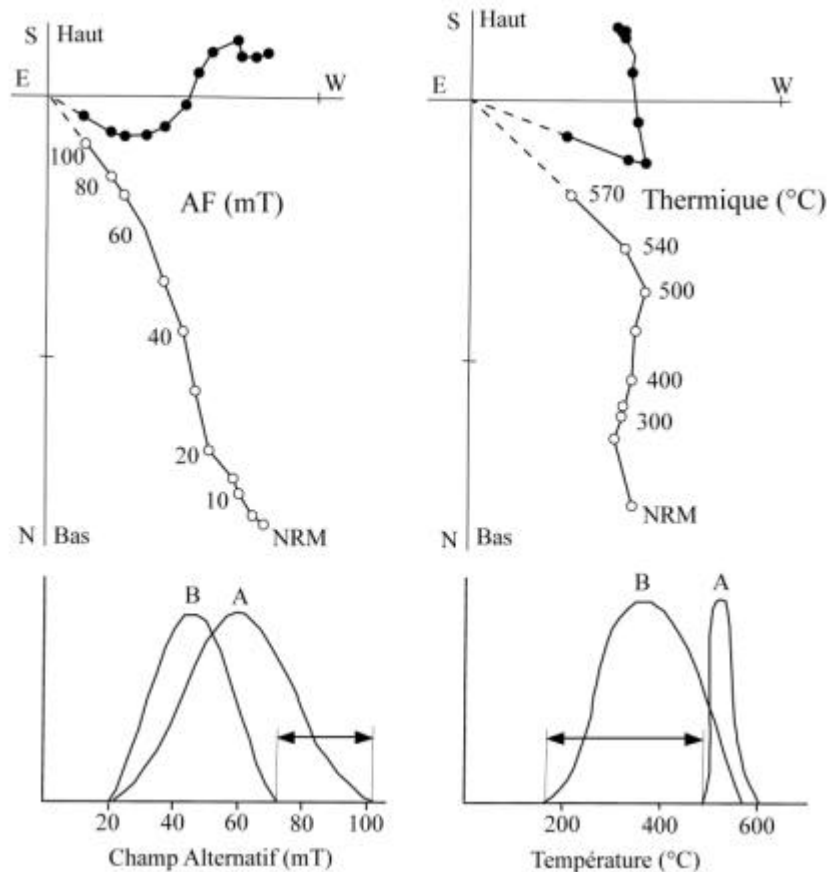 S Haut
E W
100
80 AF (mT)
60
40
20
10
NRM
N Bas
S Haut
E W
570 Thermique (°C)
540
500
400
300
NRM
N Bas
B A
20 40 60 80 100
Champ Alternatif (mT)
B A
200 400 600
Température (°C)